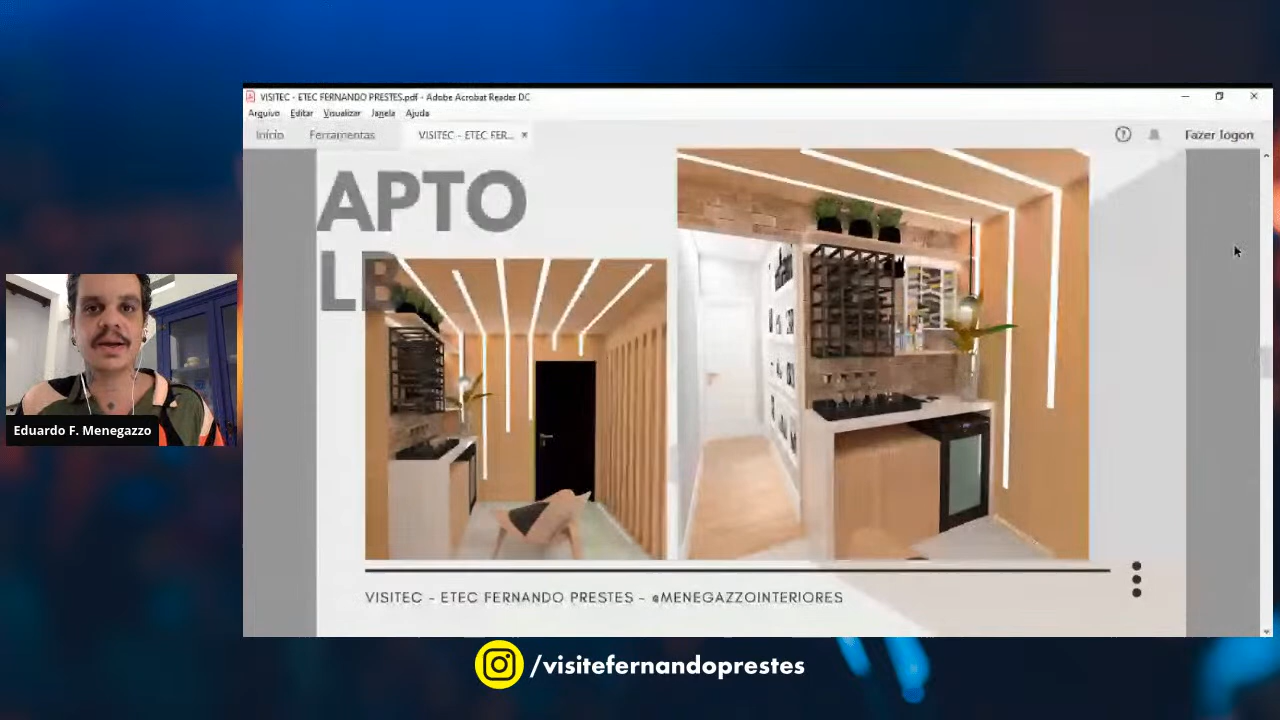 VISITEC - ETEC FERNANDO PRESTES.pdf - Adobe Acrobat Reader DC
Arquivo Editar Visualizar Janela Ajuda
Início Ferramentas VISITEC - ETEC FER... × ? Fazer logon
APTO
LB
Eduardo F. Menegazzo
VISITEC - ETEC FERNANDO PRESTES - @MENEGAZZOINTERIORES
/visitefernandoprestes